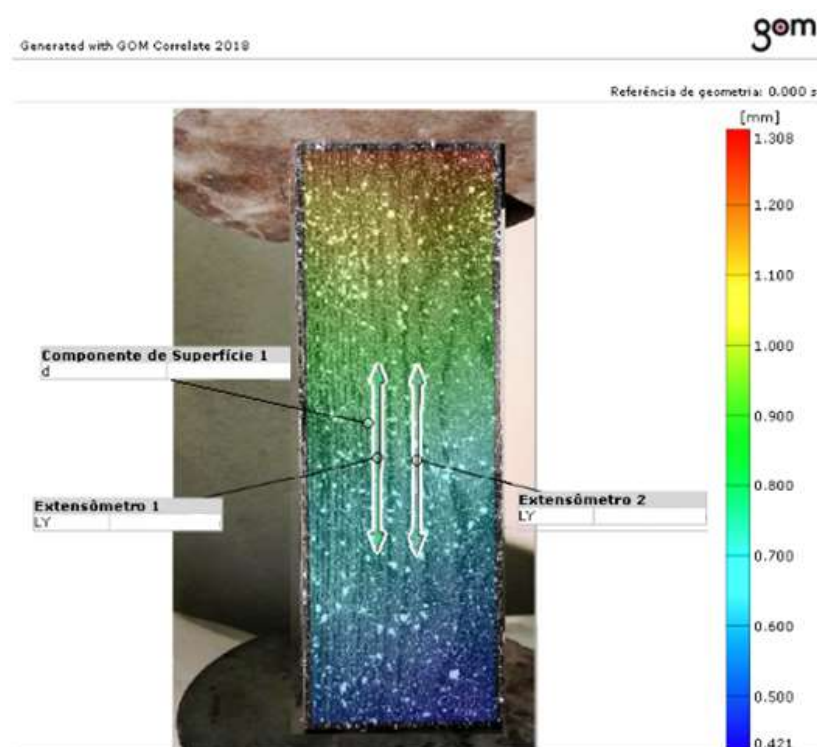 Generated with GOM Correlate 2018
gom
Referência de geometria: 0.000 s
[mm]
1.308
1.200
1.100
1.000
0.900
0.800
0.700
0.600
0.500
0.421
Componente de Superfície 1
d
Extensômetro 1
LY
Extensômetro 2
LY